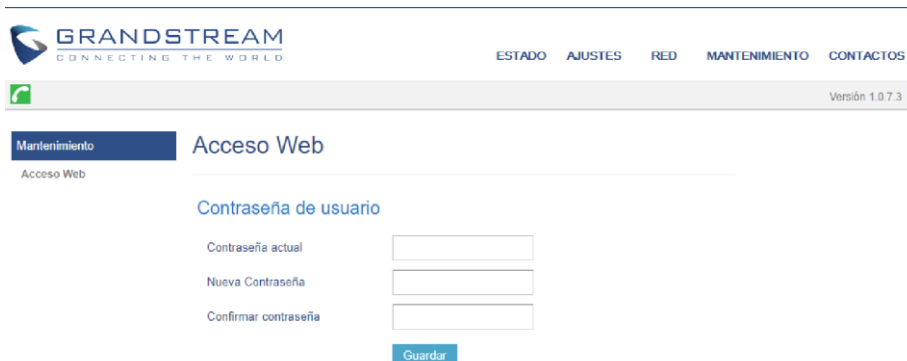 GRANDSTREAM
CONNECTING THE WORLD
ESTADO AJUSTES RED MANTENIMIENTO CONTACTOS
Versión 1.0.7.3
Mantenimiento
Acceso Web
Acceso Web
Contraseña de usuario
Contraseña actual
Nueva Contraseña
Confirmar contraseña
Guardar